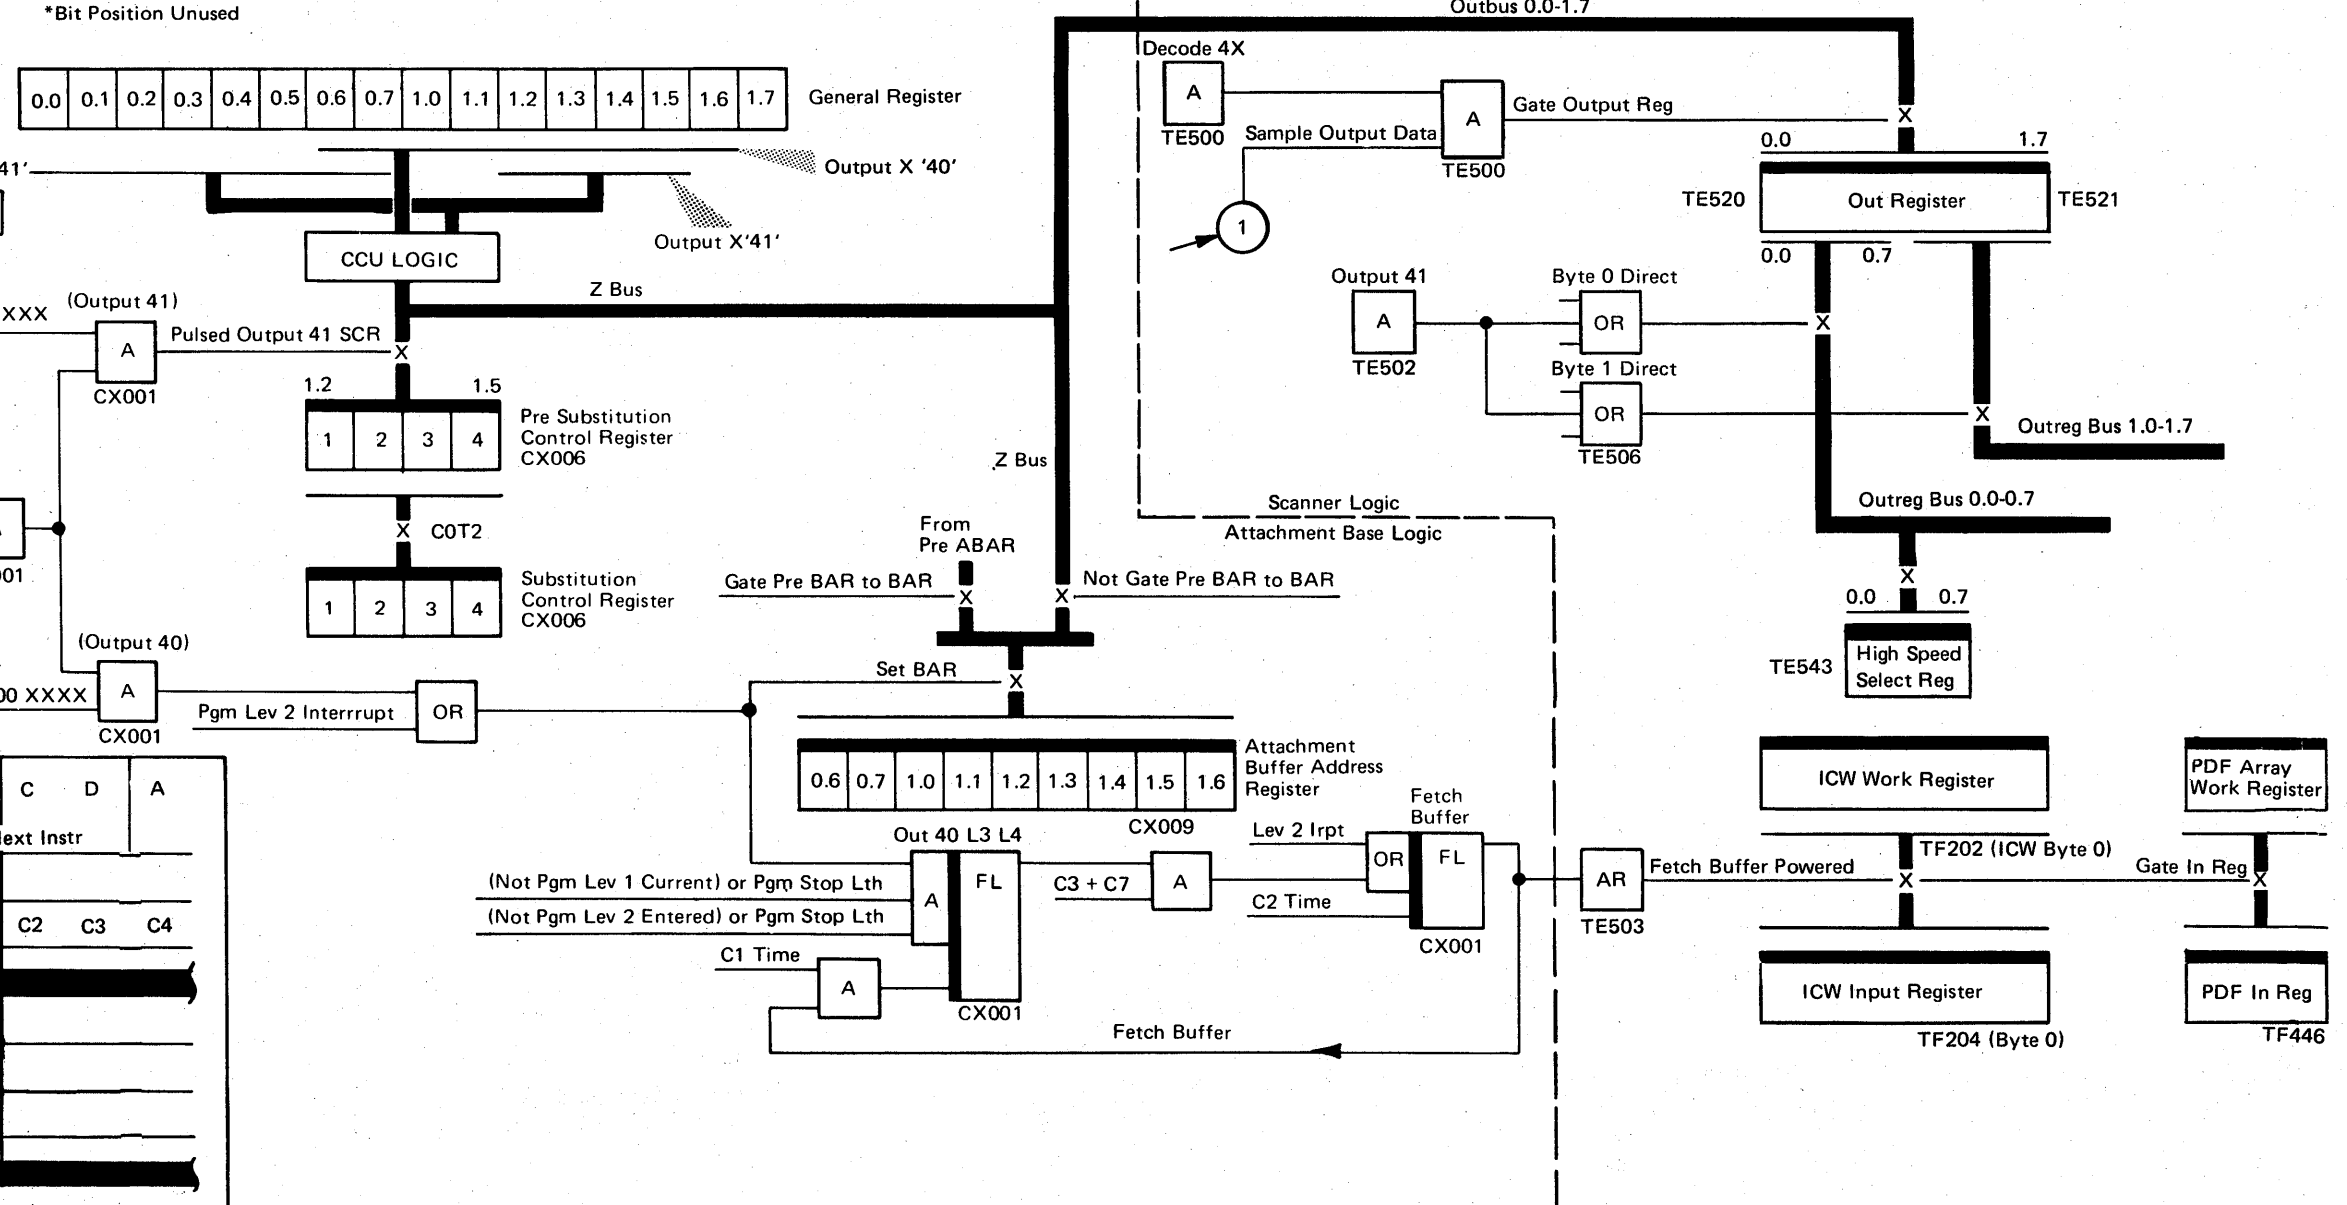 *Bit Position Unused
Outbus 0.0-1.7
Decode 4X
A
TE500
0.0 0.1 0.2 0.3 0.4 0.5 0.6 0.7 1.0 1.1 1.2 1.3 1.4 1.5 1.6 1.7
General Register
Sample Output Data
A
TE500
Gate Output Reg
X
0.0 1.7
41'
Output X '40'
Output X'41'
1
TE520
Out Register
TE521
0.0 0.7
CCU LOGIC
Z Bus
Output 41
A
TE502
Byte 0 Direct
OR
X
Byte 1 Direct
OR
TE506
X
Outreg Bus 1.0-1.7
XXX
(Output 41)
A
CX001
Pulsed Output 41 SCR
X
1.2 1.5
1 2 3 4
Pre Substitution
Control Register
CX006
Z Bus
Scanner Logic
Attachment Base Logic
Outreg Bus 0.0-0.7
X
0.0 0.7
X
C0T2
01
1 2 3 4
Substitution
Control Register
CX006
From
Pre ABAR
Gate Pre BAR to BAR
X
X
Not Gate Pre BAR to BAR
TE543
High Speed
Select Reg
(Output 40)
00 XXXX
A
CX001
Pgm Lev 2 Interrrupt
OR
Set BAR
X
0.6 0.7 1.0 1.1 1.2 1.3 1.4 1.5 1.6
Attachment
Buffer Address
Register
CX009
ICW Work Register
PDF Array
Work Register
C D A
ext Instr
C2 C3 C4
Out 40 L3 L4
(Not Pgm Lev 1 Current) or Pgm Stop Lth
(Not Pgm Lev 2 Entered) or Pgm Stop Lth
A
FL
CX001
C1 Time
A
C3 + C7
A
Lev 2 Irpt
C2 Time
Fetch
Buffer
OR
FL
CX001
Fetch Buffer
AR
TE503
Fetch Buffer Powered
X
TF202 (ICW Byte 0)
Gate In Reg
X
ICW Input Register
TF204 (Byte 0)
PDF In Reg
TF446